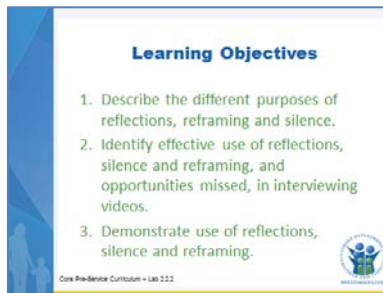 Learning Objectives
1. Describe the different purposes of
reflections, reframing and silence.
2. Identify effective use of reflections,
silence and reframing, and
opportunities missed, in interviewing
videos.
3. Demonstrate use of reflections,
silence and reframing.
Core Pre-Service Curriculum – Lab 2.2.2